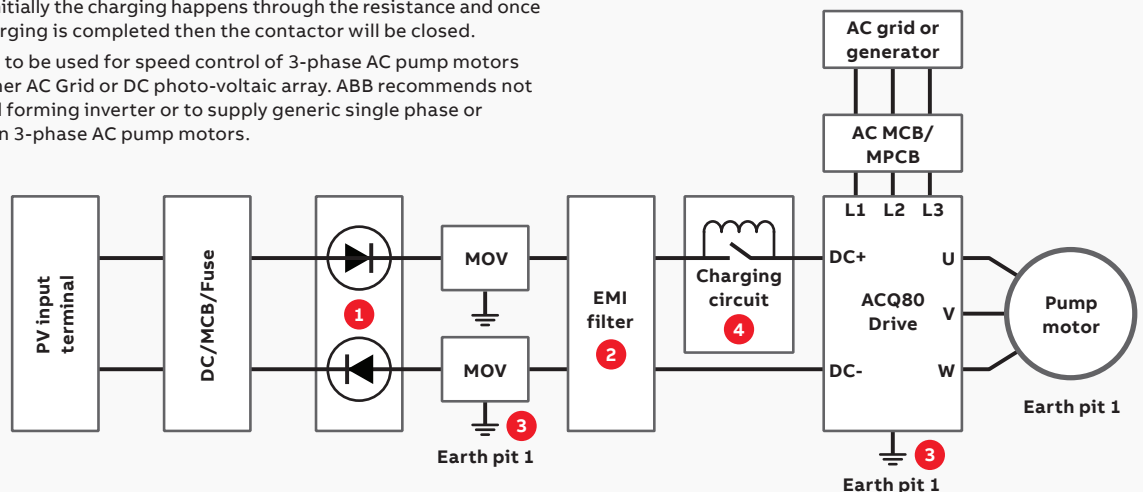 nitially the charging happens through the resistance and once
rging is completed then the contactor will be closed.
to be used for speed control of 3-phase AC pump motors
her AC Grid or DC photo-voltaic array. ABB recommends not
forming inverter or to supply generic single phase or
n 3-phase AC pump motors.
AC grid or
generator
AC MCB/
MPCB
L1 L2 L3
PV input
terminal
DC/MCB/Fuse
1
MOV
MOV
3
Earth pit 1
EMI
filter
2
Charging
circuit
4
DC+
DC-
ACQ80
Drive
U
V
W
3
Earth pit 1
Pump
motor
Earth pit 1